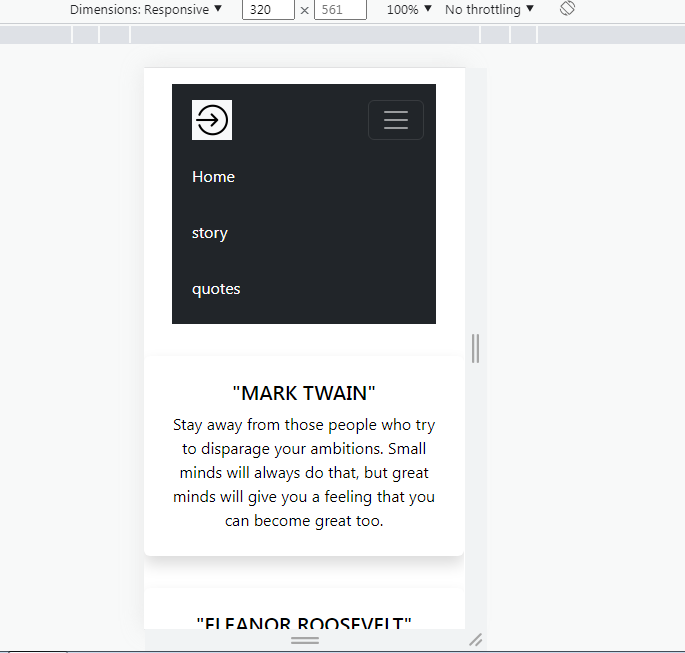 Dimensions: Responsive ▼ 320 × 561 100% ▼ No throttling ▼
Home
story
quotes
"MARK TWAIN"
Stay away from those people who try
to disparage your ambitions. Small
minds will always do that, but great
minds will give you a feeling that you
can become great too.
"ELEANOR ROOSEVELT"